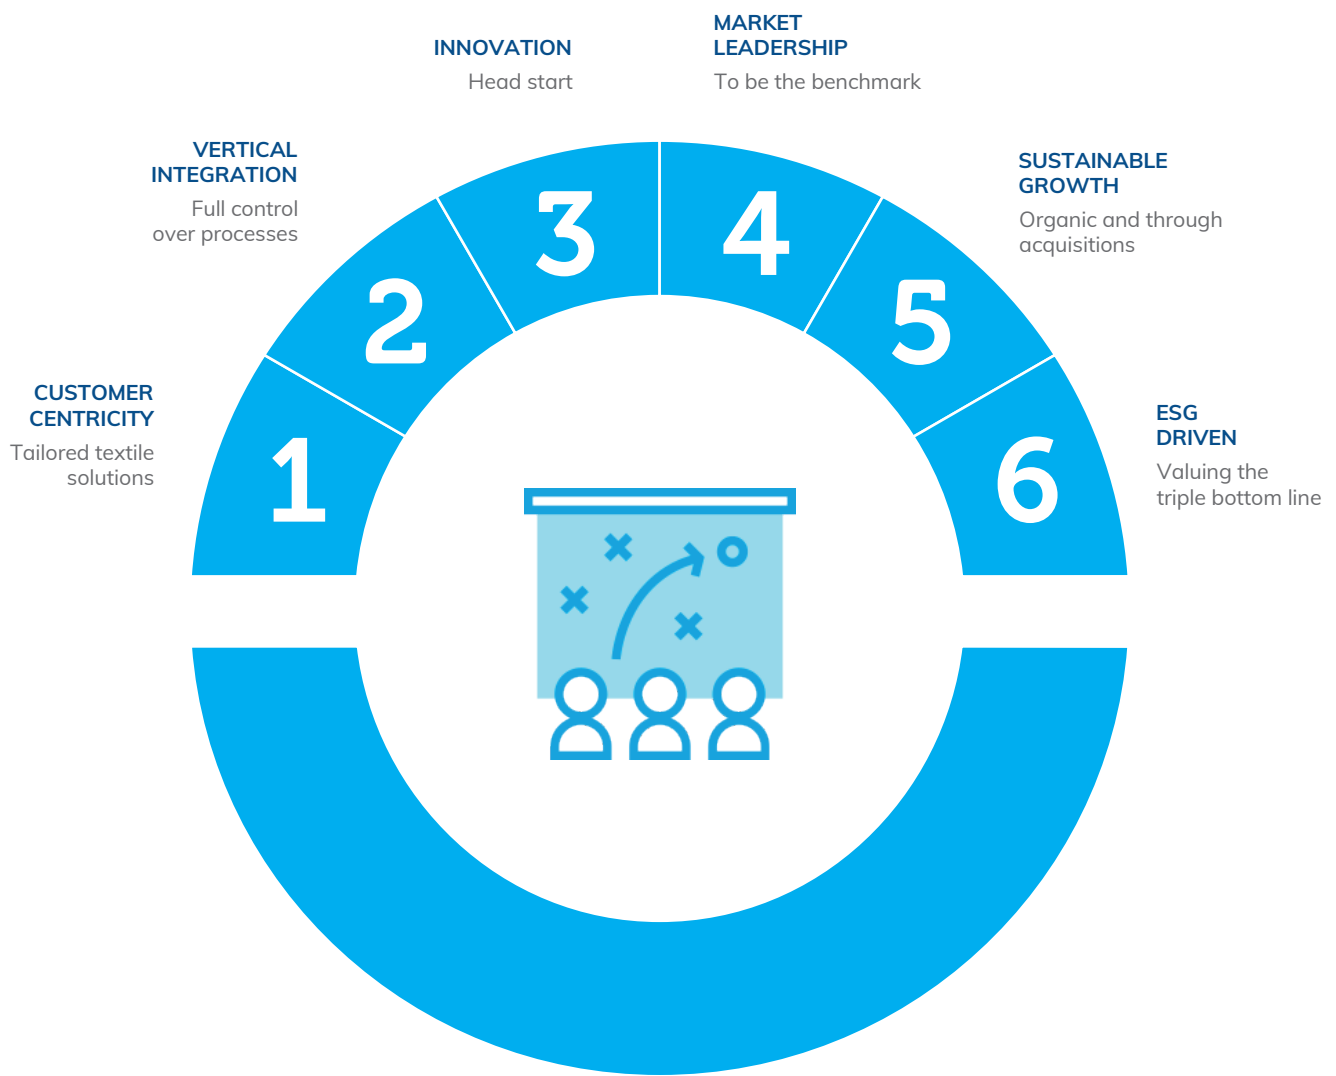 1
CUSTOMER
CENTRICITY
Tailored textile
solutions
2
VERTICAL
INTEGRATION
Full control
over processes
3
INNOVATION
Head start
4
MARKET
LEADERSHIP
To be the benchmark
5
SUSTAINABLE
GROWTH
Organic and through
acquisitions
6
ESG
DRIVEN
Valuing the
triple bottom line